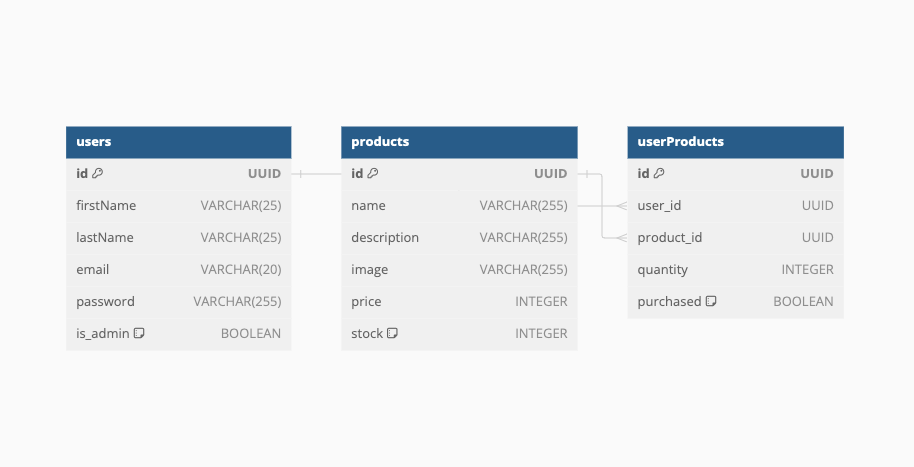 users
id UUID
firstName VARCHAR(25)
lastName VARCHAR(25)
email VARCHAR(20)
password VARCHAR(255)
is_admin BOOLEAN
products
id UUID
name VARCHAR(255)
description VARCHAR(255)
image VARCHAR(255)
price INTEGER
stock INTEGER
userProducts
id UUID
user_id UUID
product_id UUID
quantity INTEGER
purchased BOOLEAN